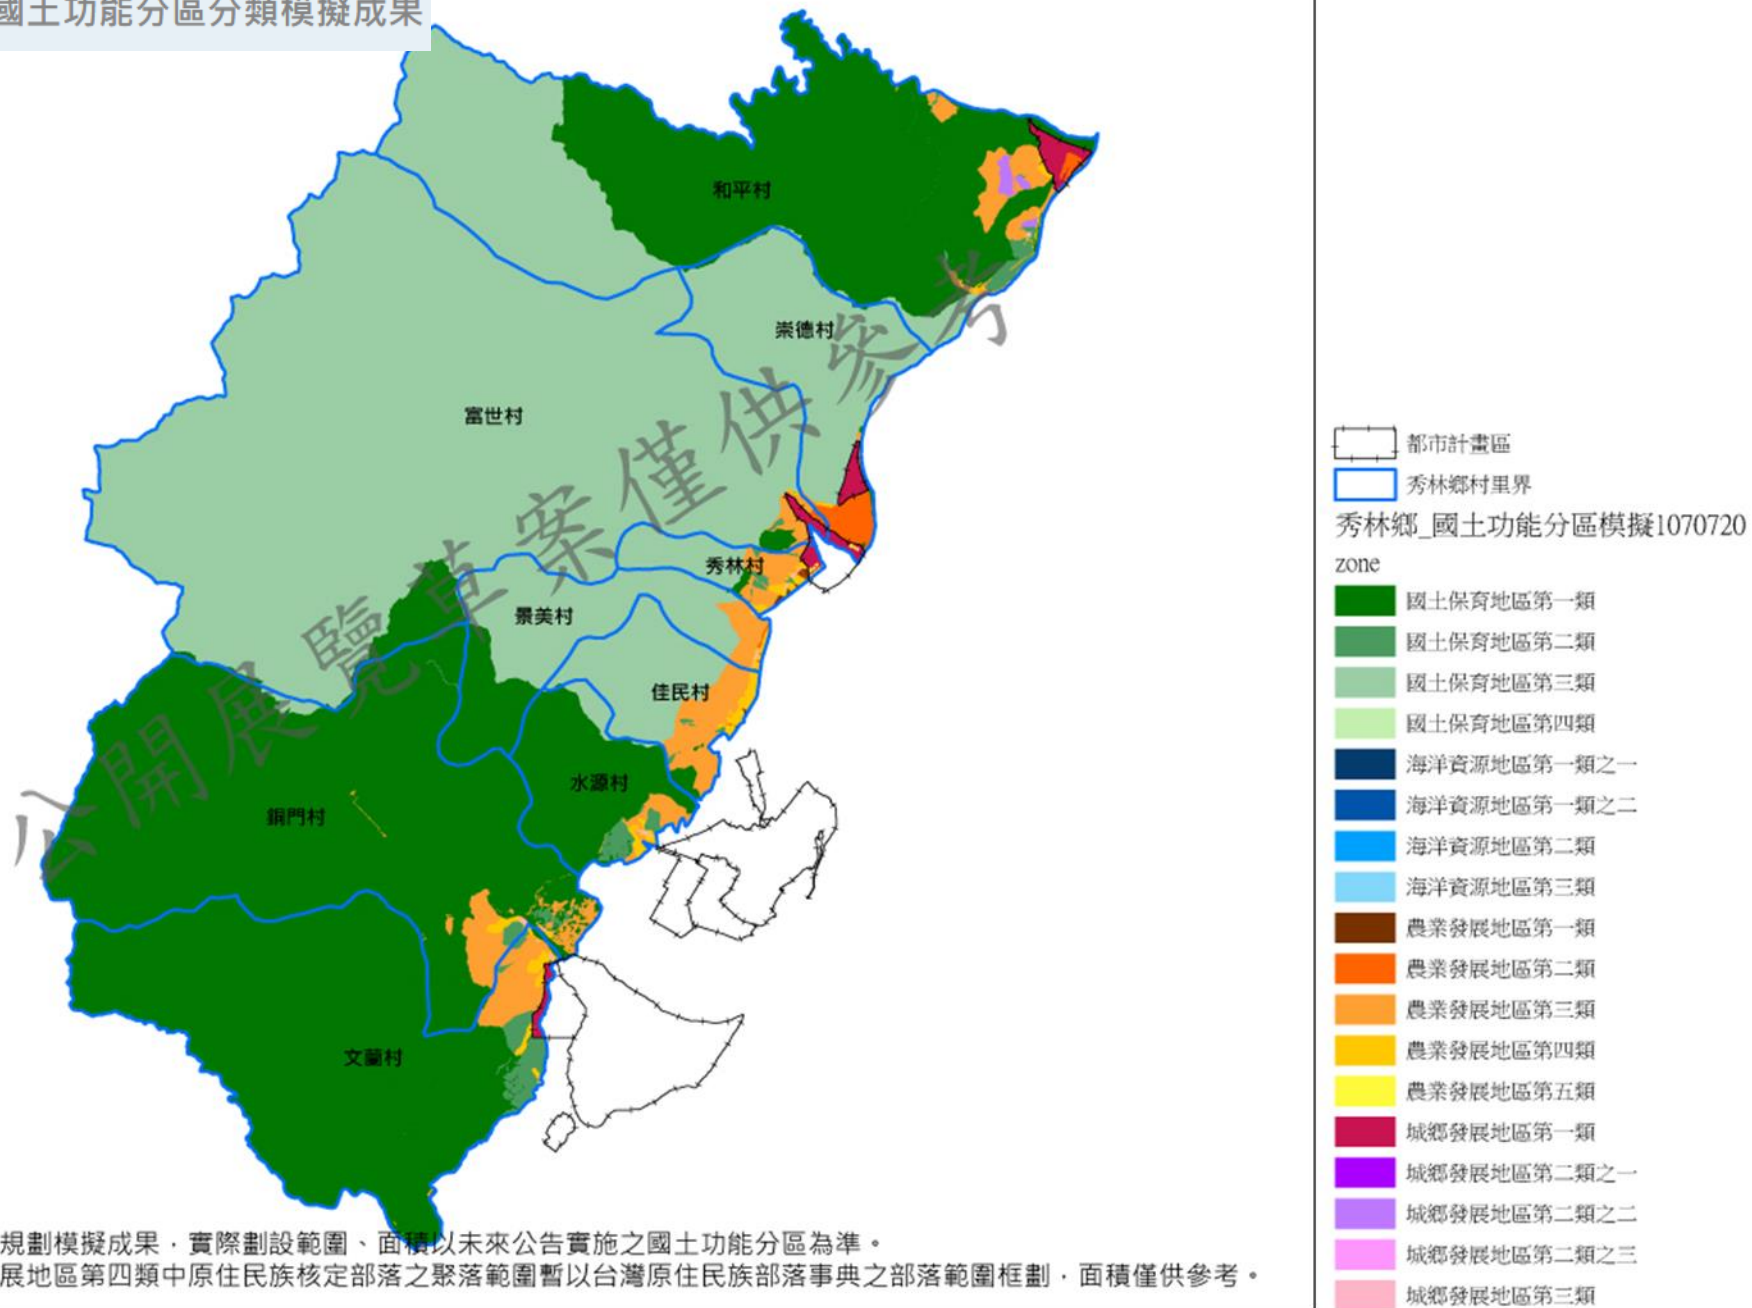 國土功能分區分類模擬成果
和平村
崇德村
富世村
秀林村
景美村
佳民村
水源村
銅門村
文蘭村
公開展覽草案僅供參考
都市計畫區
秀林鄉村里界
秀林鄉_國土功能分區模擬1070720
zone
國土保育地區第一類
國土保育地區第二類
國土保育地區第三類
國土保育地區第四類
海洋資源地區第一類之一
海洋資源地區第一類之二
海洋資源地區第二類
海洋資源地區第三類
農業發展地區第一類
農業發展地區第二類
農業發展地區第三類
農業發展地區第四類
農業發展地區第五類
城鄉發展地區第一類
城鄉發展地區第二類之一
城鄉發展地區第二類之二
城鄉發展地區第二類之三
城鄉發展地區第三類
規劃模擬成果，實際劃設範圍、面積以未來公告實施之國土功能分區為準。
展地區第四類中原住民族核定部落之聚落範圍暫以台灣原住民族部落事典之部落範圍框劃，面積僅供參考。